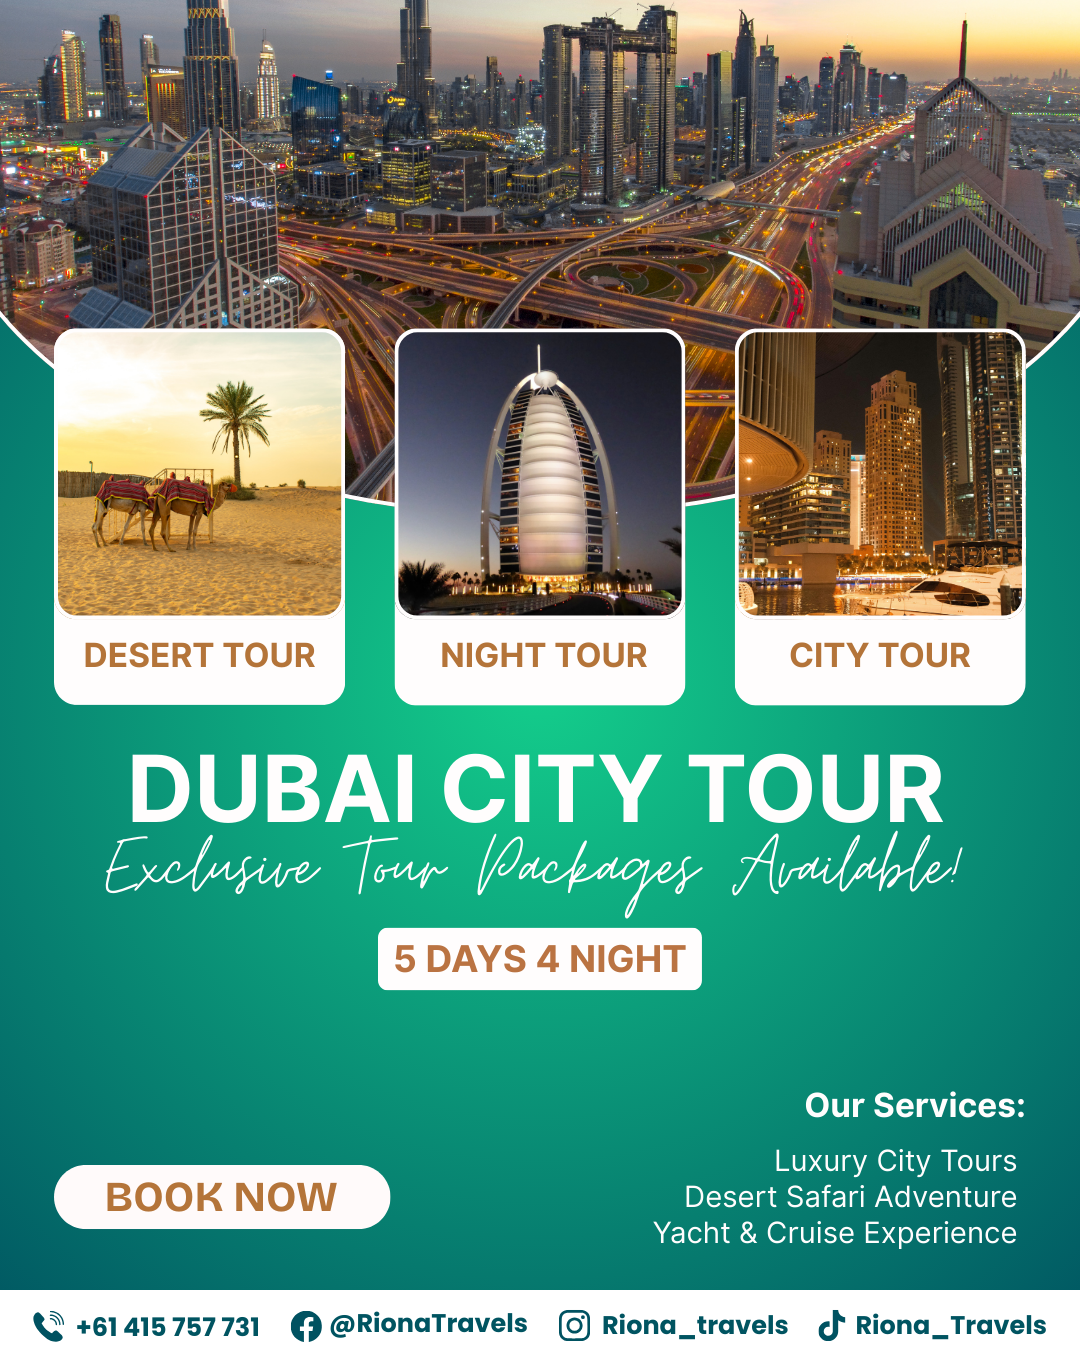 DESERT TOUR
NIGHT TOUR
CITY TOUR
DUBAI CITY TOUR
Exclusive Tour Packages Available!
5 DAYS 4 NIGHT
Our Services:
Luxury City Tours
Desert Safari Adventure
Yacht & Cruise Experience
BOOK NOW
+61 415 757 731
@RionaTravels
Riona_travels
Riona_Travels